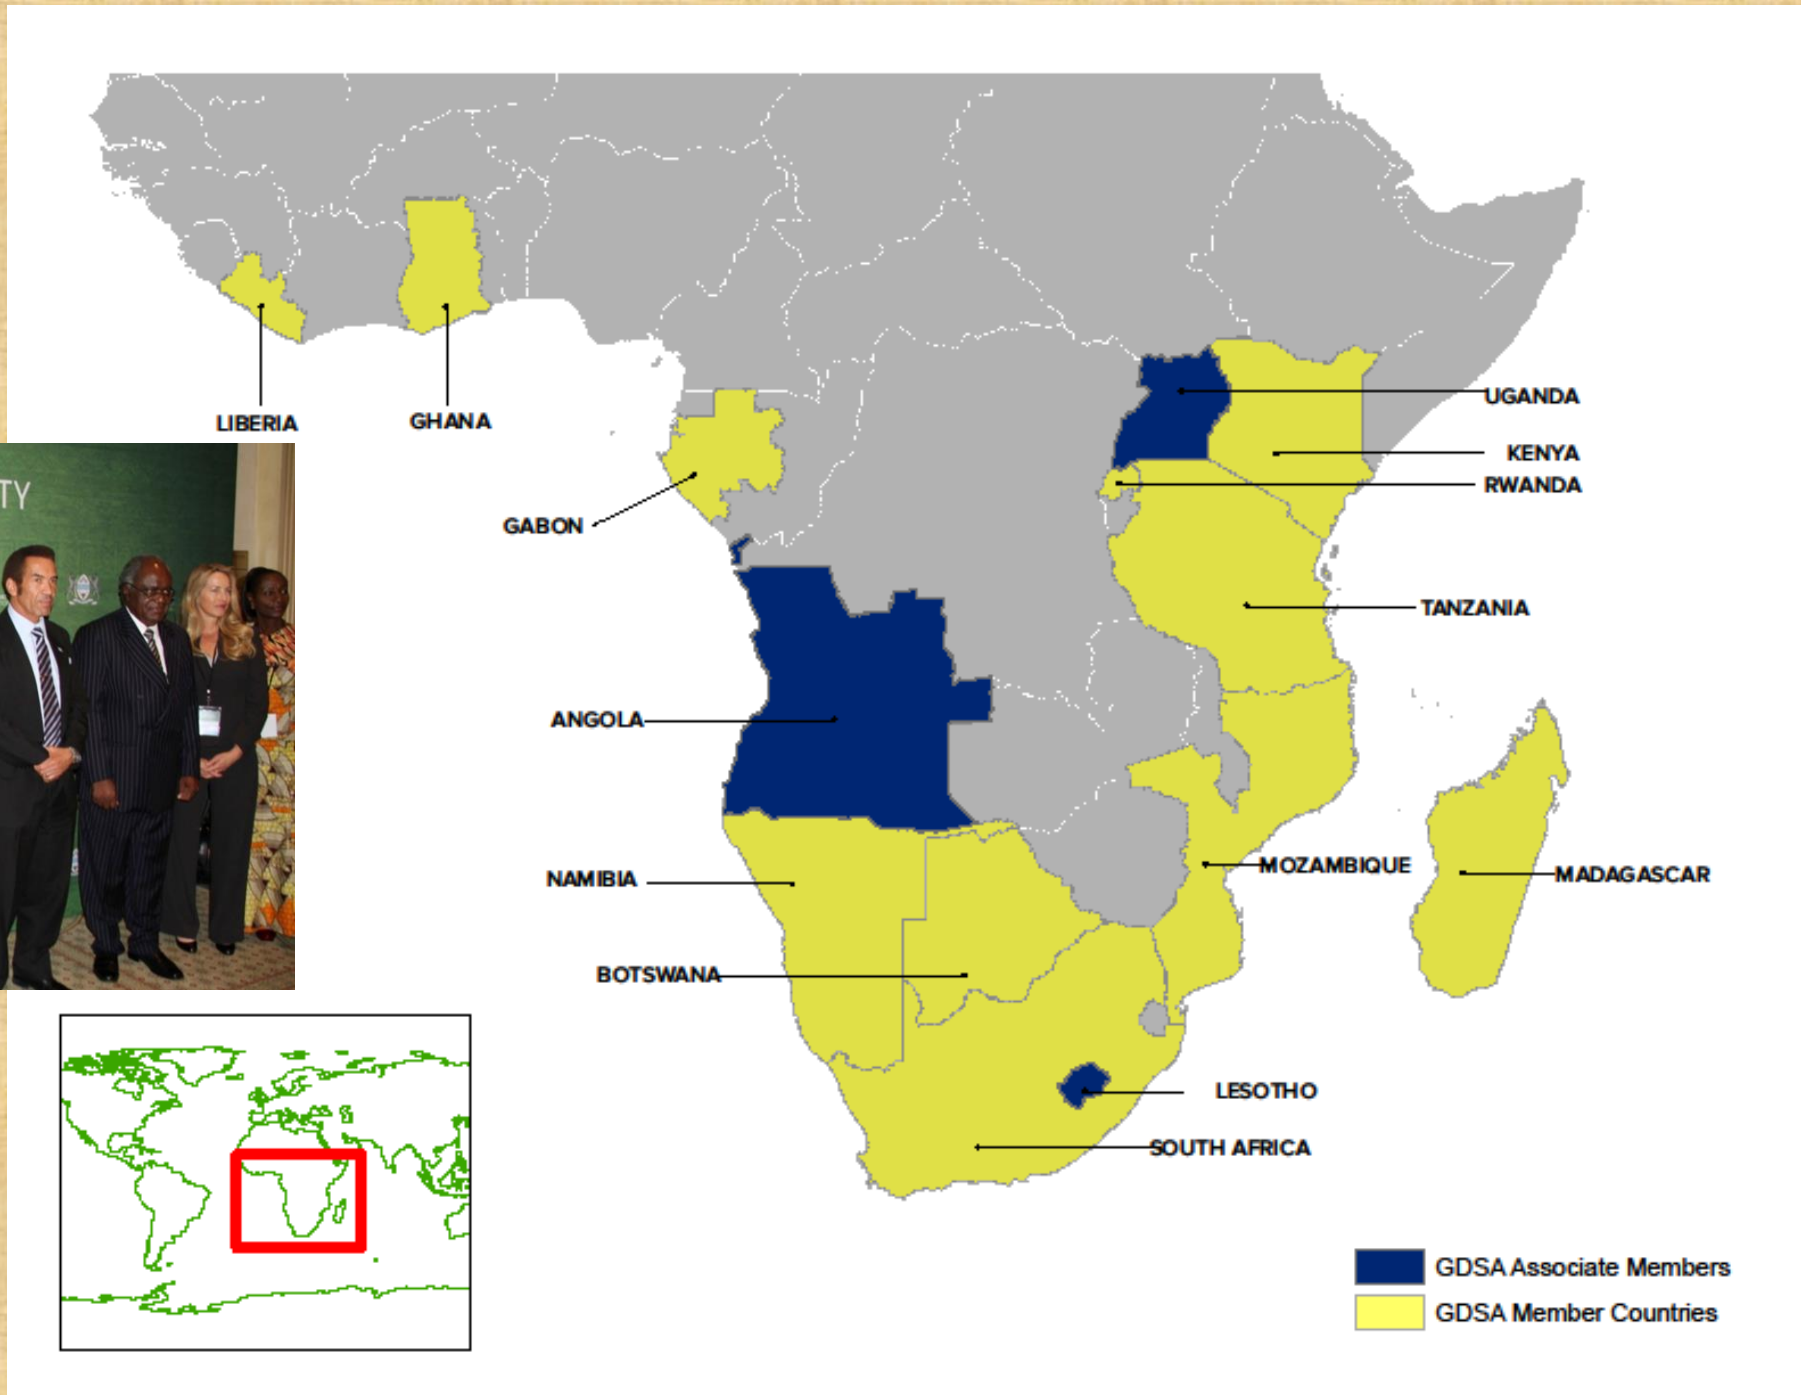 LIBERIA
GHANA
UGANDA
KENYA
RWANDA
GABON
TY
TANZANIA
ANGOLA
MOZAMBIQUE
MADAGASCAR
NAMIBIA
BOTSWANA
LESOTHO
SOUTH AFRICA
GDSA Associate Members
GDSA Member Countries